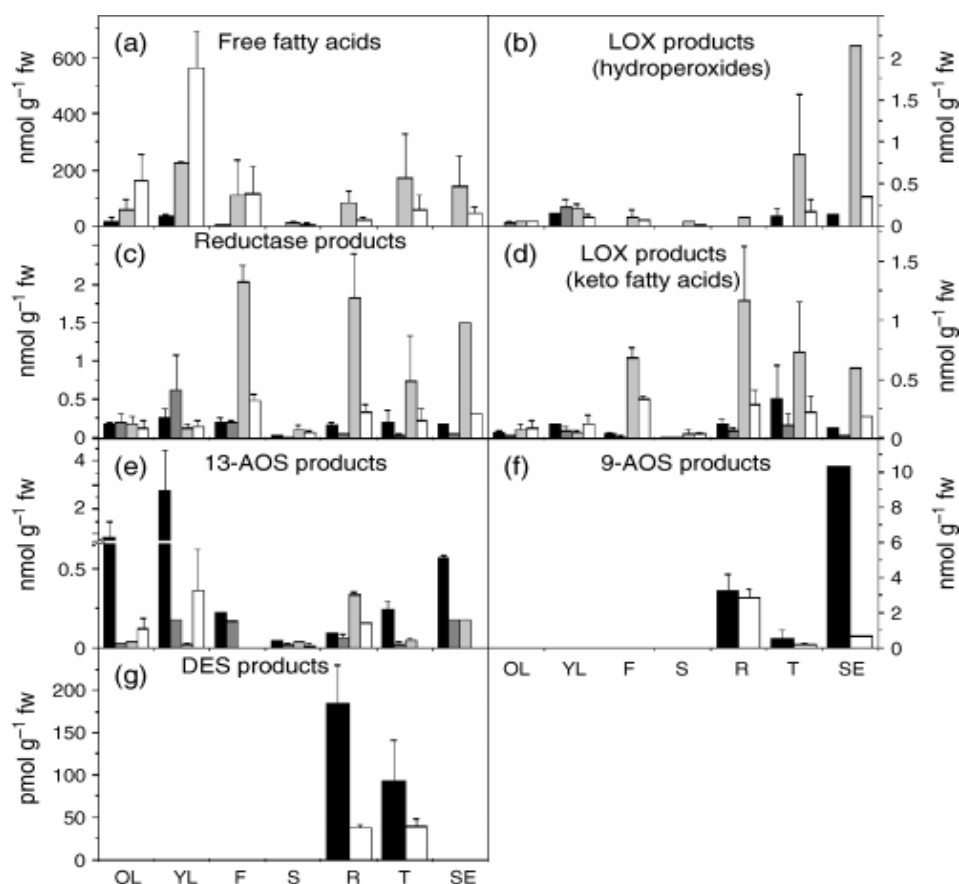 (a) Free fatty acids
(b) LOX products
(hydroperoxides)
nmol g⁻¹ fw
600
400
200
0
2
1.5
1
0.5
0
nmol g⁻¹ fw
(c) Reductase products
(d) LOX products
(keto fatty acids)
nmol g⁻¹ fw
2
1.5
1
0.5
0
1.5
1
0.5
0
nmol g⁻¹ fw
(e) 13-AOS products
(f) 9-AOS products
nmol g⁻¹ fw
4
2
0.5
0
10
8
6
4
2
0
nmol g⁻¹ fw
OL YL F S R T SE
(g) DES products
pmol g⁻¹ fw
200
150
100
50
0
OL YL F S R T SE